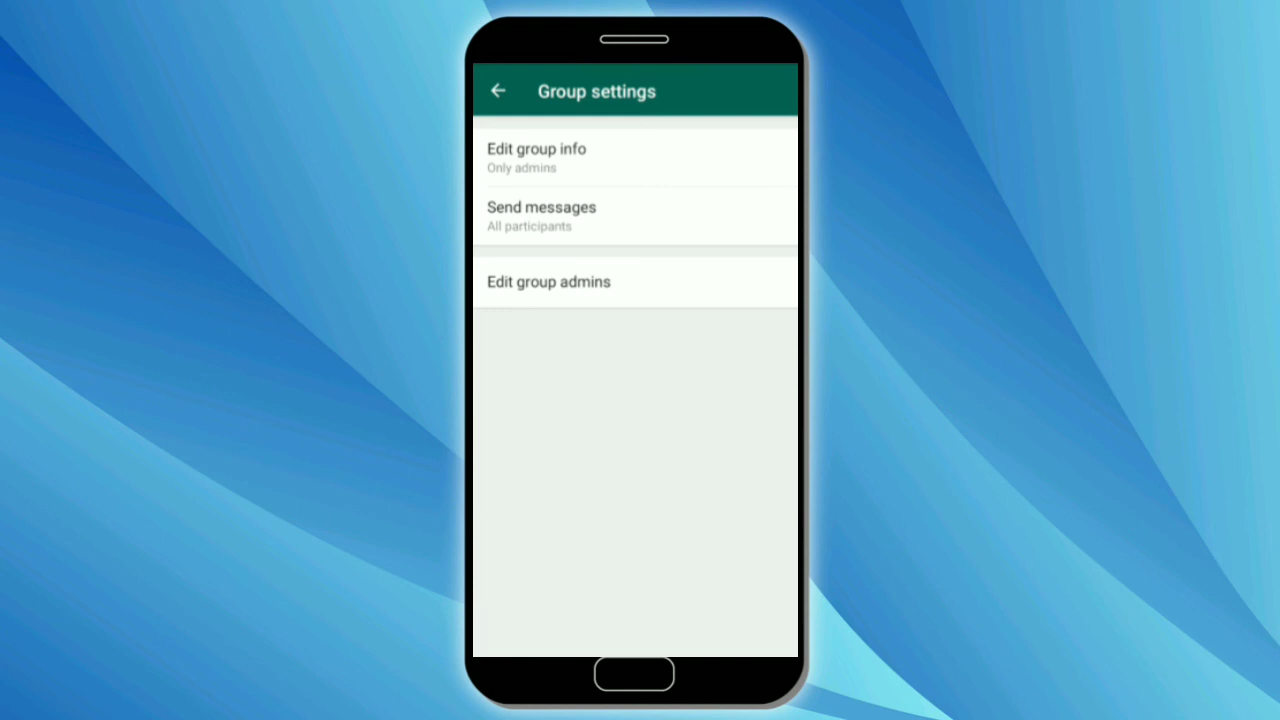 Group settings
Edit group info
Only admins
Send messages
All participants
Edit group admins